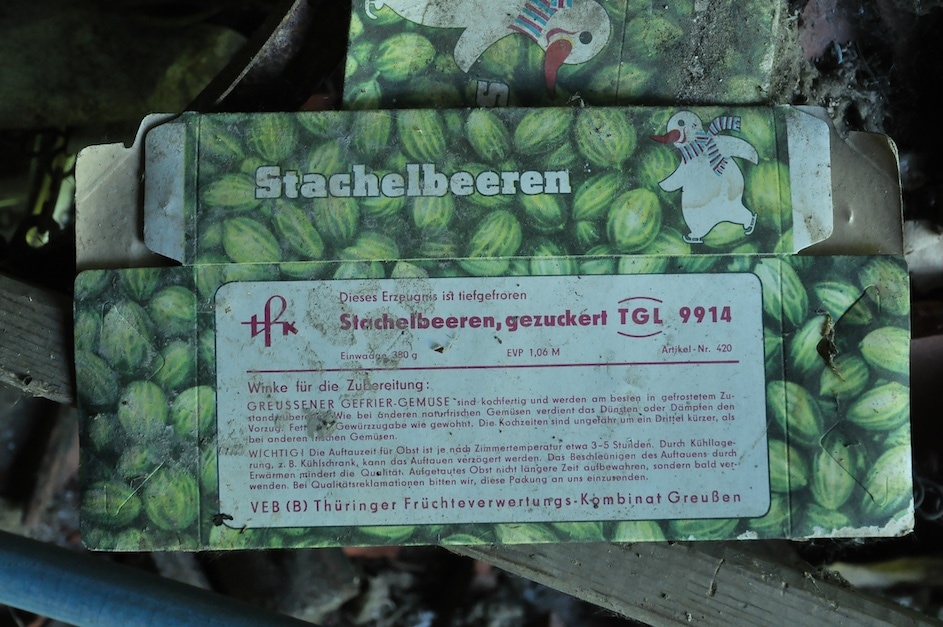 S
Stachelbeeren
tfk
Dieses Erzeugnis ist tiefgefroren
Stachelbeeren, gezuckert TGL 9914
Einwaage 380 g EVP 1,06 M Artikel-Nr. 420
Winke für die Zubereitung:
GREUSSENER GEFRIER-GEMÜSE sind kochfertig und werden am besten in gefrostetem Zu-
stand zubereitet. Wie bei anderen naturfrischen Gemüsen verdient das Dünsten oder Dämpfen den
Vorzug. Fett- Gewürzzugabe wie gewohnt. Die Kochzeiten sind ungefähr um ein Drittel kürzer, als
bei anderen frischen Gemüsen.
WICHTIG! Die Auftauzeit für Obst ist je nach Zimmertemperatur etwa 3–5 Stunden. Durch Kühllage-
rung, z. B. Kühlschrank, kann das Auftauen verzögert werden. Das Beschleunigen des Auftauens durch
Erwärmen mindert die Qualität. Aufgetautes Obst nicht längere Zeit aufbewahren, sondern bald ver-
wenden. Bei Qualitätsreklamationen bitten wir, diese Packung an uns einzusenden.
VEB (B) Thüringer Früchteverwertungs-Kombinat Greußen